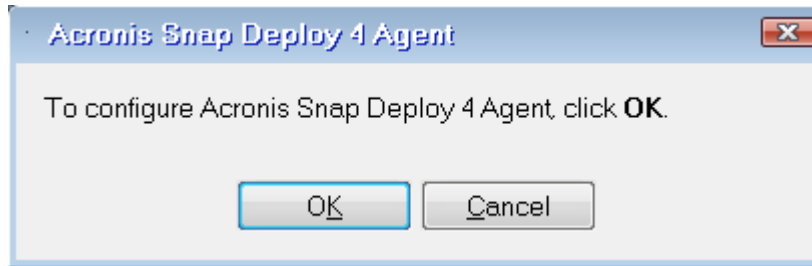 Acronis Snap Deploy 4 Agent
To configure Acronis Snap Deploy 4 Agent, click OK.
OK
Cancel